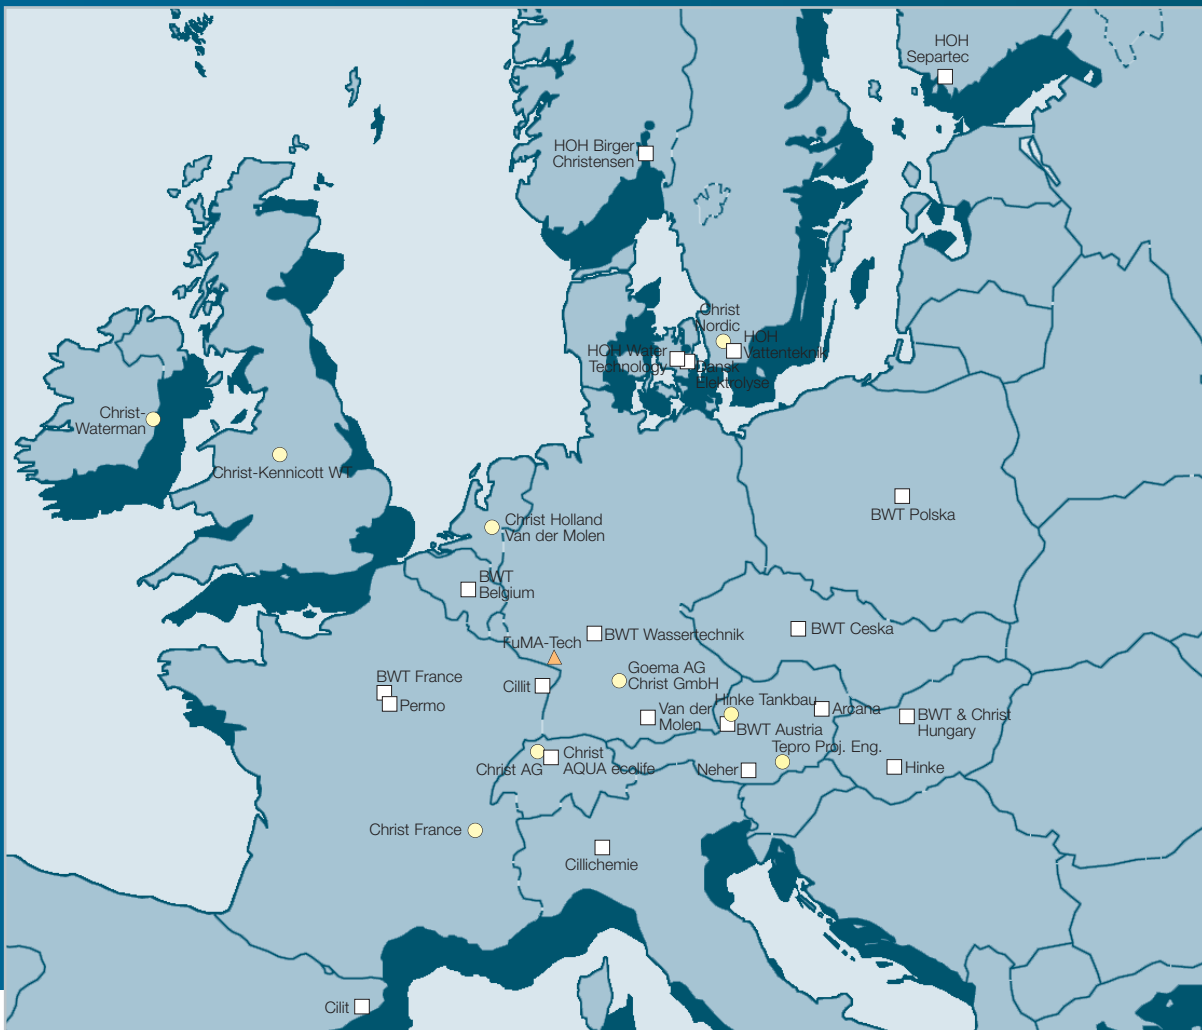 HOH
Separtec
HOH Birger
Christensen
Christ
Nordic
HOH
Vattenteknik
HOH Water
Technology
Dansk
Elektrolyse
Christ-
Waterman
Christ-Kennicott WT
BWT Polska
Christ Holland
Van der Molen
BWT
Belgium
BWT Ceska
BWT Wassertechnik
FuMA-Tech
Goema AG
Christ GmbH
BWT France
Permo
Cillit
Hinke Tankbau
Van der
Molen
Arcana
BWT & Christ
Hungary
BWT Austria
Tepro Proj. Eng.
Christ AG
Christ
AQUA ecolife
Neher
Hinke
Christ France
Cillichemie
Cilit